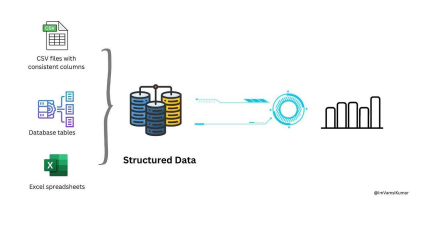 CSV
CSV files with
consistent columns
Database tables
X
Excel spreadsheets
Structured Data
@ImVamsiKumar